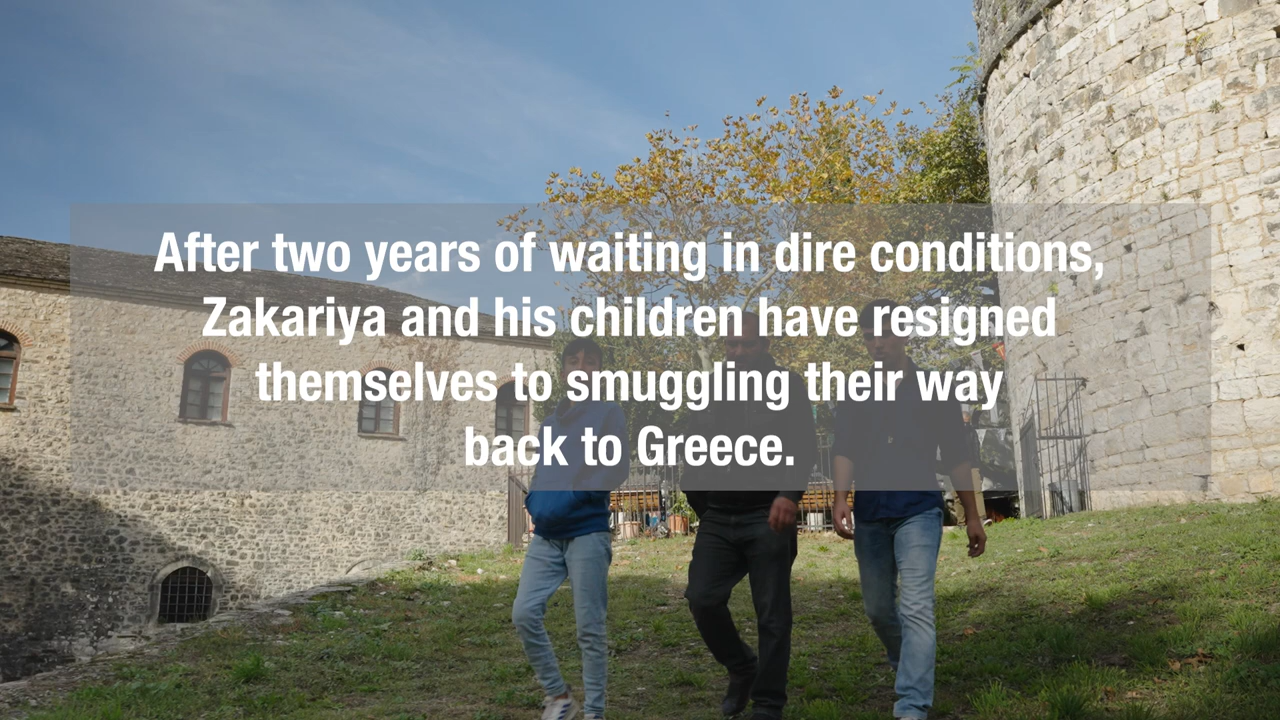 After two years of waiting in dire conditions,
Zakariya and his children have resigned
themselves to smuggling their way
back to Greece.